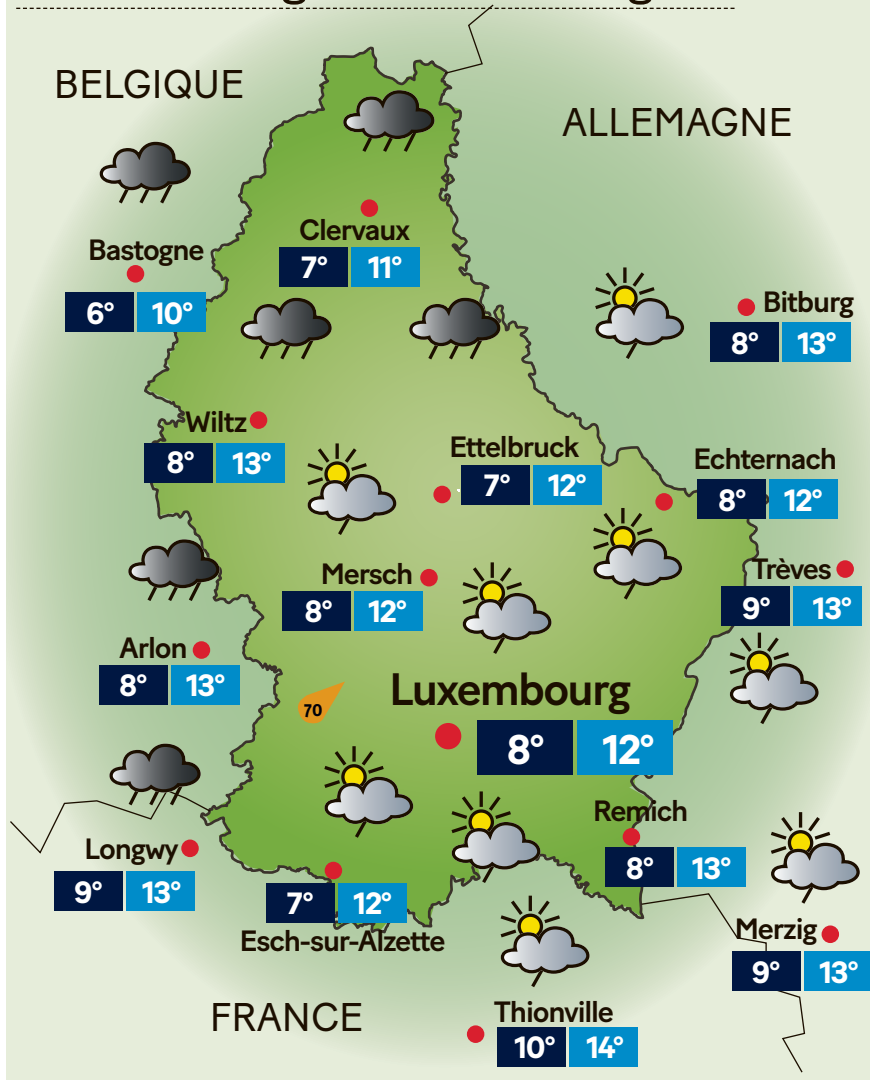 BELGIQUE
ALLEMAGNE
Clervaux
7° 11°
Bastogne
6° 10°
Bitburg
8° 13°
Wiltz
8° 13°
Ettelbruck
7° 12°
Echternach
8° 12°
Mersch
8° 12°
Trèves
9° 13°
Arlon
8° 13°
70
Luxembourg
8° 12°
Remich
8° 13°
Longwy
9° 13°
7° 12°
Esch-sur-Alzette
Merzig
9° 13°
FRANCE
Thionville
10° 14°